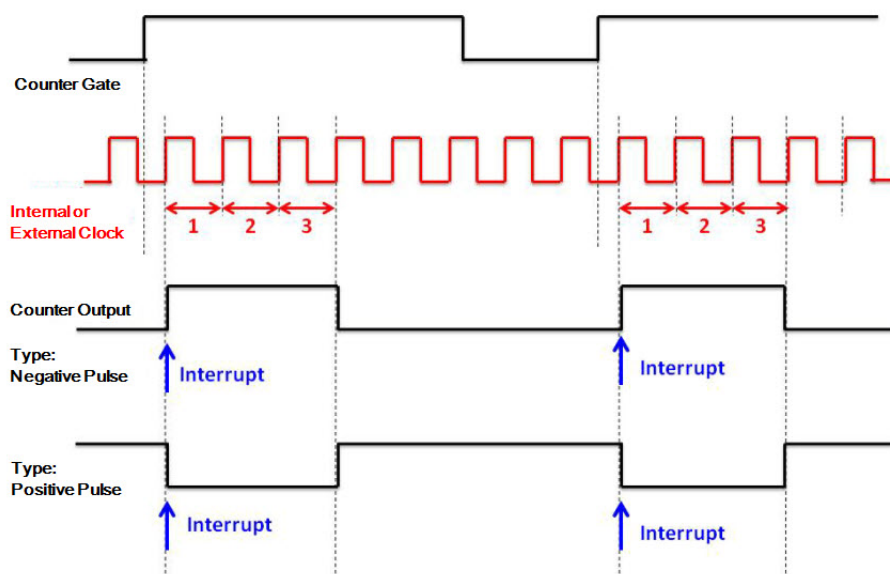 Counter Gate
Internal or
External Clock
1 2 3 1 2 3
Counter Output
Type:
Negative Pulse
Interrupt Interrupt
Type:
Positive Pulse
Interrupt Interrupt